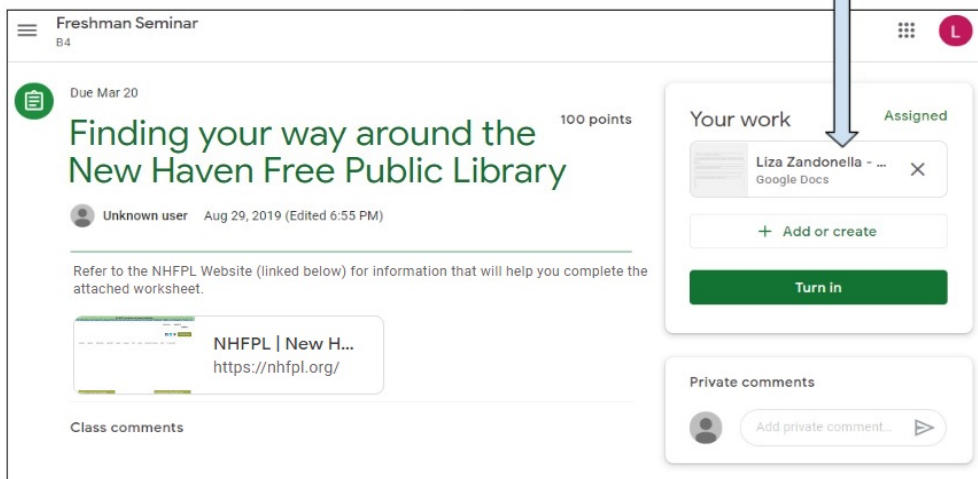 Freshman Seminar
B4
L
Due Mar 20
Finding your way around the
New Haven Free Public Library
100 points
Unknown user Aug 29, 2019 (Edited 6:55 PM)
Refer to the NHFPL Website (linked below) for information that will help you complete the
attached worksheet.
NHFPL | New H...
https://nhfpl.org/
Class comments
Your work
Assigned
Liza Zandonella - ...
Google Docs
+ Add or create
Turn in
Private comments
Add private comment...